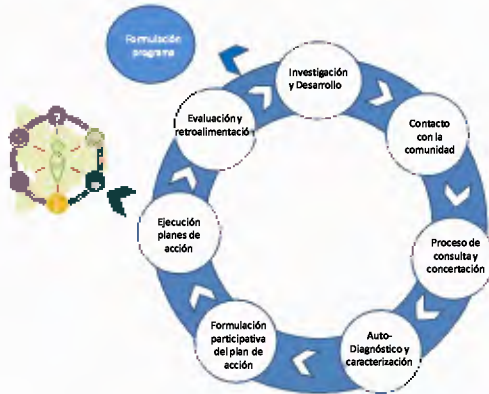 Formulación
programa
Investigación
y Desarrollo
Contacto
con la
comunidad
Proceso de
consulta y
concertación
Auto-
Diagnóstico y
caracterización
Formulación
participativa
del plan de
acción
Ejecución
planes de
acción
Evaluación y
retroalimentación